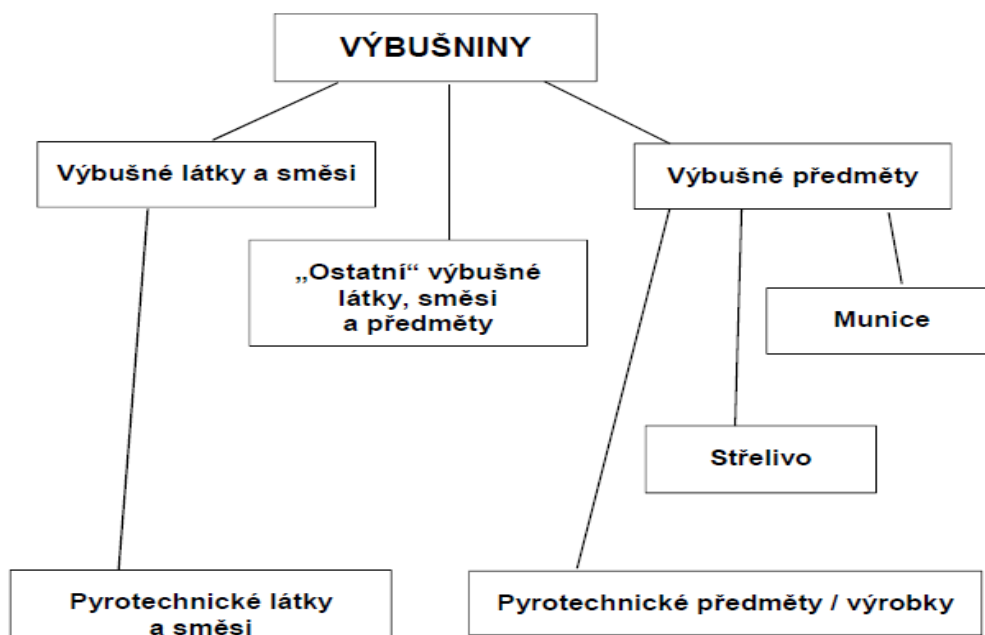 VÝBUŠNINY
Výbušné látky a směsi
Výbušné předměty
„Ostatní“ výbušné
látky, směsi
a předměty
Munice
Střelivo
Pyrotechnické látky
a směsi
Pyrotechnické předměty / výrobky